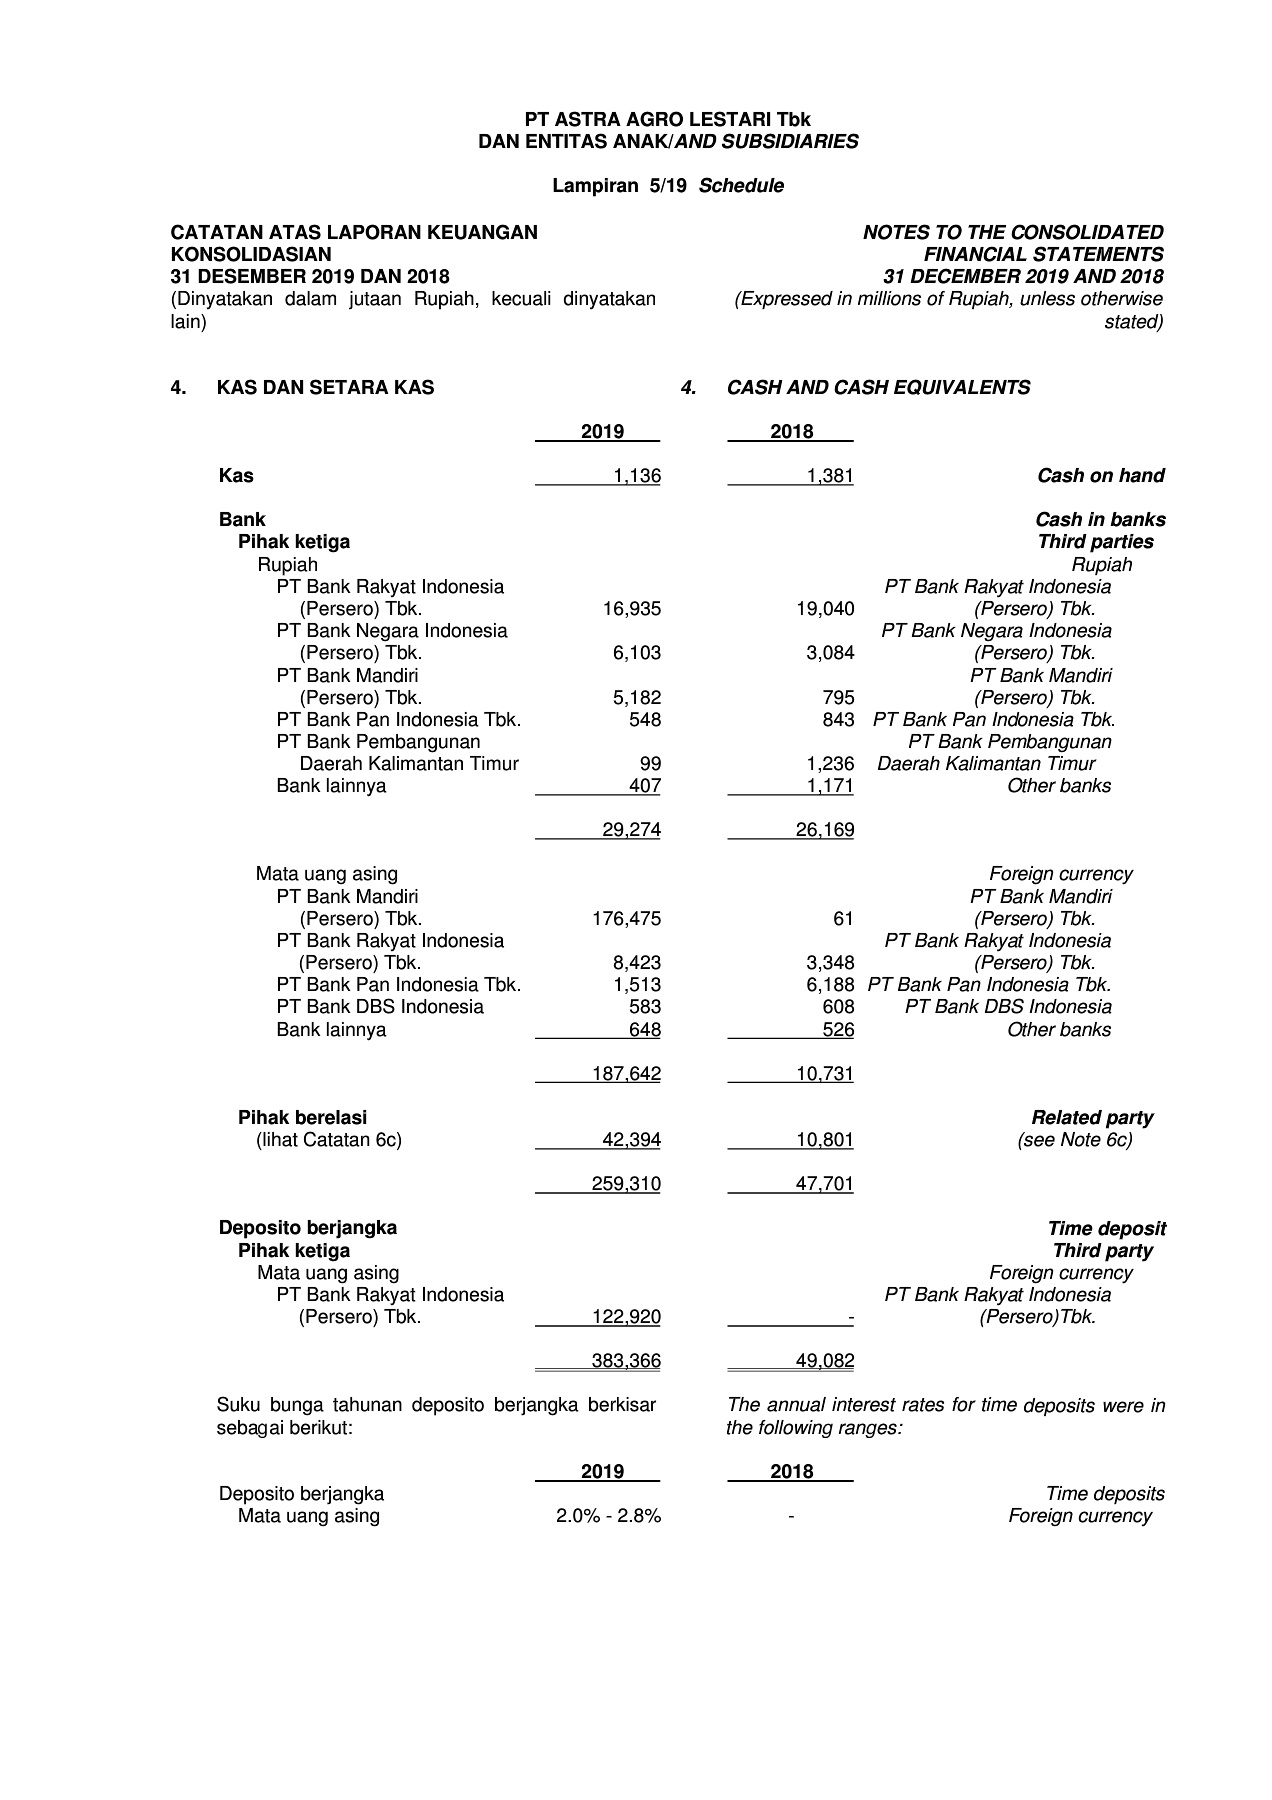 PT ASTRA AGRO LESTARI Tbk
DAN ENTITAS ANAK/AND SUBSIDIARIES
Lampiran 5/19 Schedule
CATATAN ATAS LAPORAN KEUANGAN
KONSOLIDASIAN
31 DESEMBER 2019 DAN 2018
(Dinyatakan dalam jutaan Rupiah, kecuali dinyatakan
lain)
NOTES TO THE CONSOLIDATED
FINANCIAL STATEMENTS
31 DECEMBER 2019 AND 2018
(Expressed in millions of Rupiah, unless otherwise
stated)
4. KAS DAN SETARA KAS 4. CASH AND CASH EQUIVALENTS
2019 2018
Kas 1,136 1,381 Cash on hand
Bank Cash in banks
Pihak ketiga Third parties
Rupiah Rupiah
PT Bank Rakyat Indonesia PT Bank Rakyat Indonesia
(Persero) Tbk. 16,935 19,040 (Persero) Tbk.
PT Bank Negara Indonesia PT Bank Negara Indonesia
(Persero) Tbk. 6,103 3,084 (Persero) Tbk.
PT Bank Mandiri PT Bank Mandiri
(Persero) Tbk. 5,182 795 (Persero) Tbk.
PT Bank Pan Indonesia Tbk. 548 843 PT Bank Pan Indonesia Tbk.
PT Bank Pembangunan PT Bank Pembangunan
Daerah Kalimantan Timur 99 1,236 Daerah Kalimantan Timur
Bank lainnya 407 1,171 Other banks
29,274 26,169
Mata uang asing Foreign currency
PT Bank Mandiri PT Bank Mandiri
(Persero) Tbk. 176,475 61 (Persero) Tbk.
PT Bank Rakyat Indonesia PT Bank Rakyat Indonesia
(Persero) Tbk. 8,423 3,348 (Persero) Tbk.
PT Bank Pan Indonesia Tbk. 1,513 6,188 PT Bank Pan Indonesia Tbk.
PT Bank DBS Indonesia 583 608 PT Bank DBS Indonesia
Bank lainnya 648 526 Other banks
187,642 10,731
Pihak berelasi Related party
(lihat Catatan 6c) 42,394 10,801 (see Note 6c)
259,310 47,701
Deposito berjangka Time deposit
Pihak ketiga Third party
Mata uang asing Foreign currency
PT Bank Rakyat Indonesia PT Bank Rakyat Indonesia
(Persero) Tbk. 122,920 - (Persero)Tbk.
383,366 49,082
Suku bunga tahunan deposito berjangka berkisar
sebagai berikut:
The annual interest rates for time deposits were in
the following ranges:
2019 2018
Deposito berjangka Time deposits
Mata uang asing 2.0% - 2.8% - Foreign currency